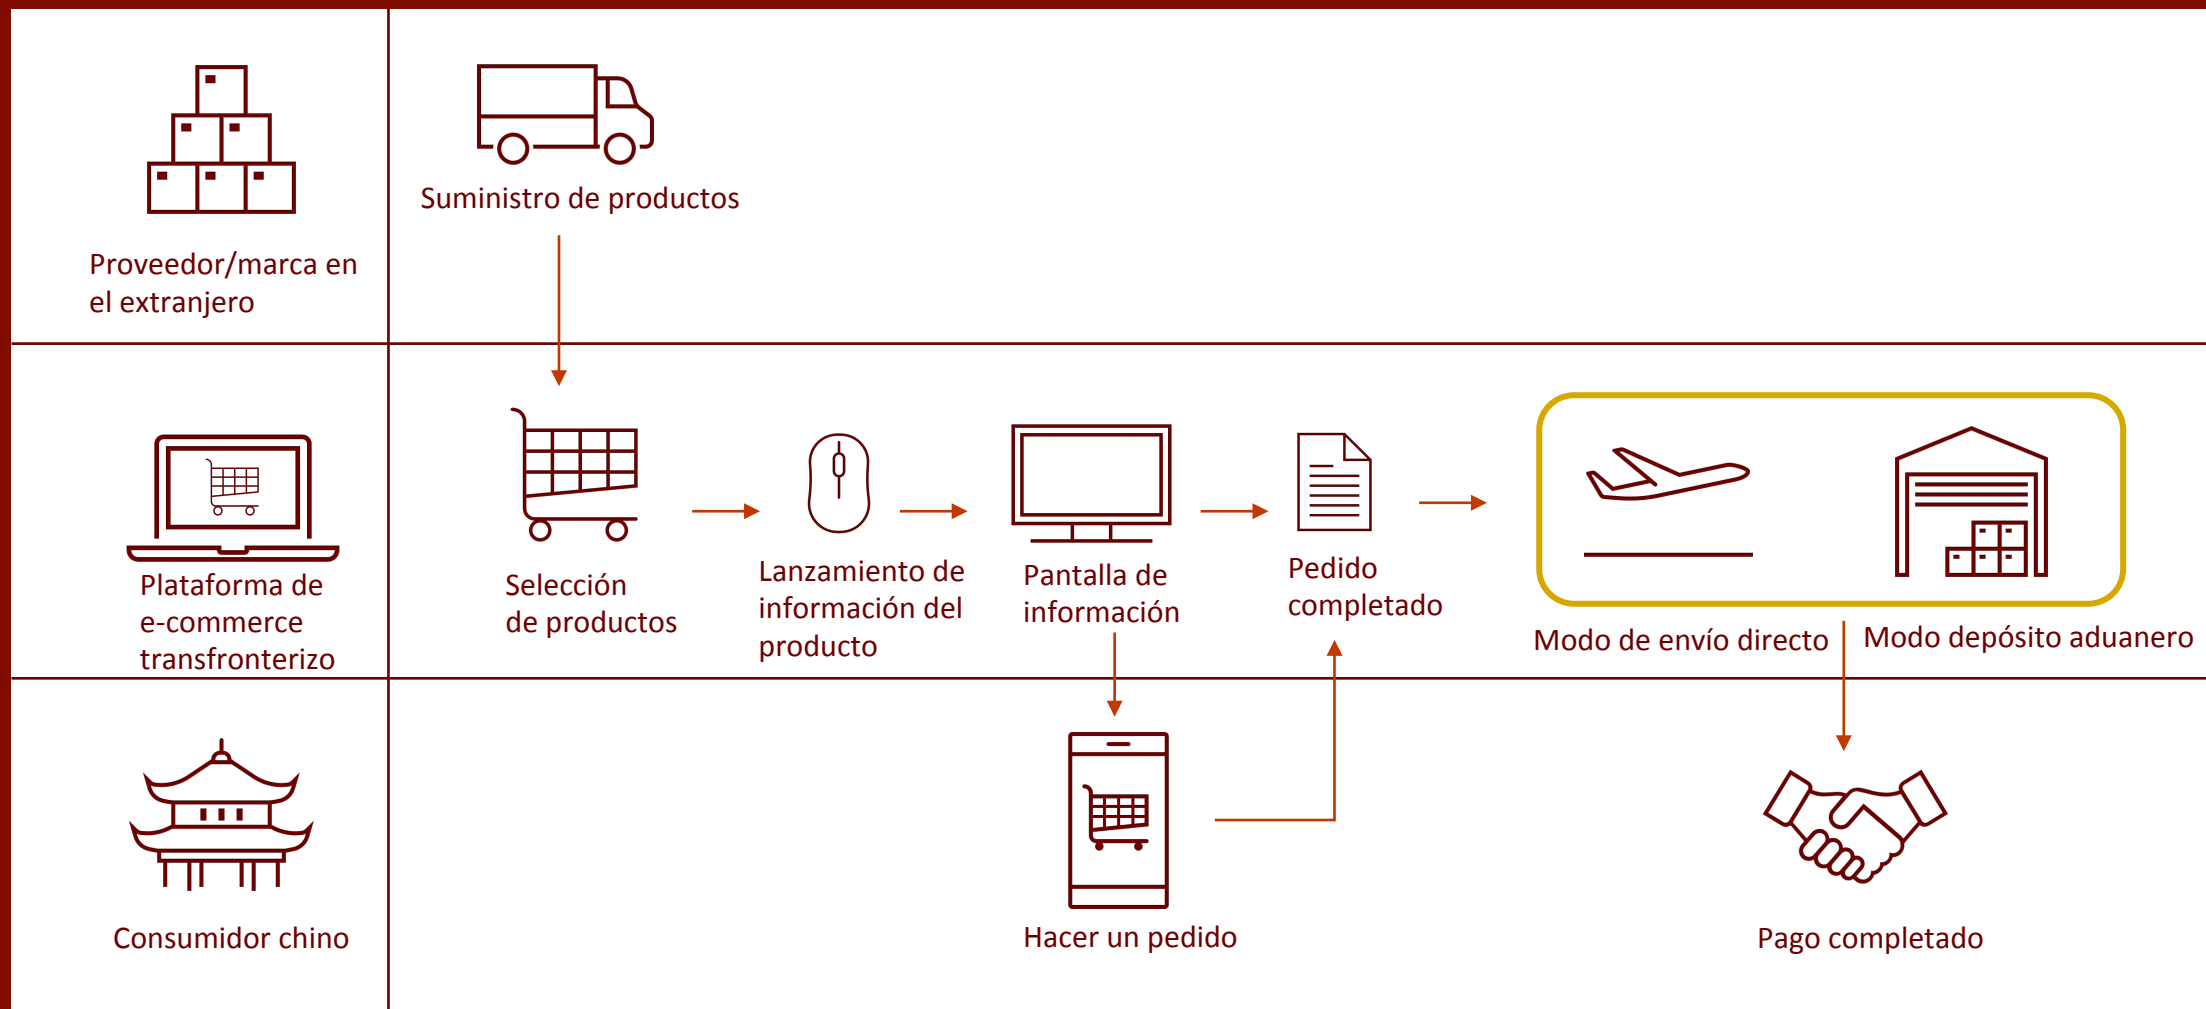 Proveedor/marca en
el extranjero
Suministro de productos
Plataforma de
e-commerce
transfronterizo
Selección
de productos
Lanzamiento de
información del
producto
Pantalla de
información
Pedido
completado
Modo de envío directo
Modo depósito aduanero
Consumidor chino
Hacer un pedido
Pago completado